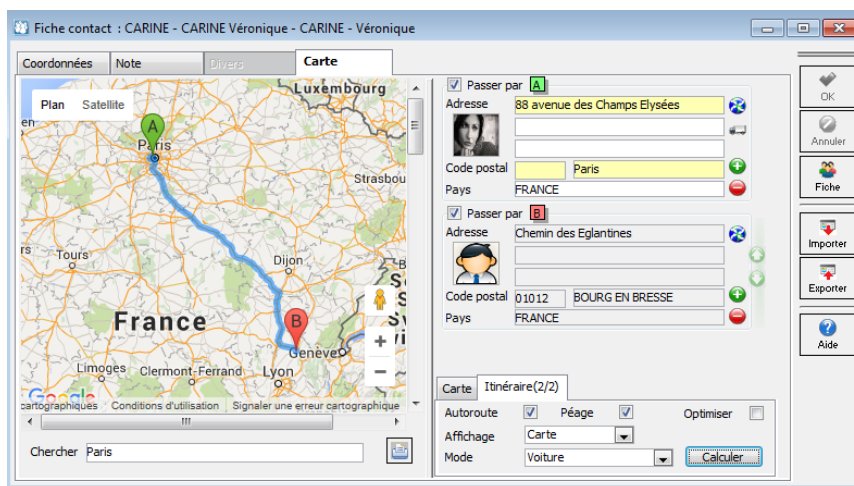 Fiche contact : CARINE - CARINE Véronique - CARINE - Véronique
Coordonnées Note Divers Carte
Plan Satellite
Luxembourg
A
Paris
Strasbou
Tours
Dijon
France
B
Genève
Limoges Clermont-Ferrand Lyon
Google
cartographiques Conditions d'utilisation Signaler une erreur cartographique
Chercher Paris
Passer par A
Adresse 88 avenue des Champs Elysées
Code postal Paris
Pays FRANCE
Passer par B
Adresse Chemin des Eglantines
Code postal 01012 BOURG EN BRESSE
Pays FRANCE
Carte Itinéraire(2/2)
Autoroute Péage Optimiser
Affichage Carte
Mode Voiture Calculer
OK
Annuler
Fiche
Importer
Exporter
Aide